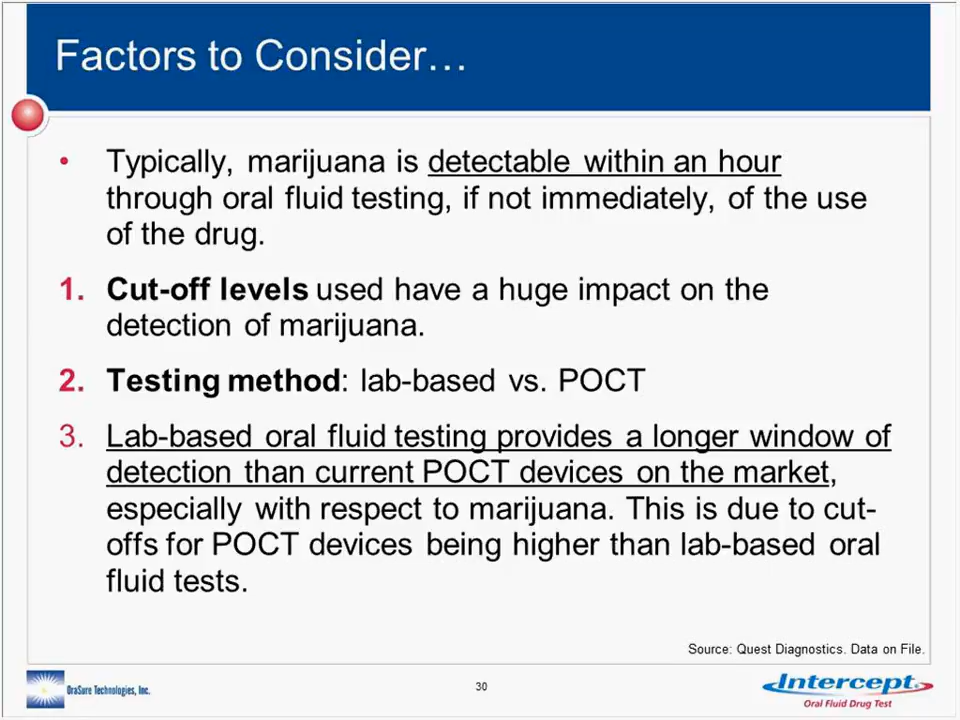 Factors to Consider…
• Typically, marijuana is detectable within an hour
through oral fluid testing, if not immediately, of the use
of the drug.
1. Cut-off levels used have a huge impact on the
detection of marijuana.
2. Testing method: lab-based vs. POCT
3. Lab-based oral fluid testing provides a longer window of
detection than current POCT devices on the market,
especially with respect to marijuana. This is due to cut-
offs for POCT devices being higher than lab-based oral
fluid tests.
Source: Quest Diagnostics. Data on File.
OraSure Technologies, Inc.
30
Intercept®
Oral Fluid Drug Test